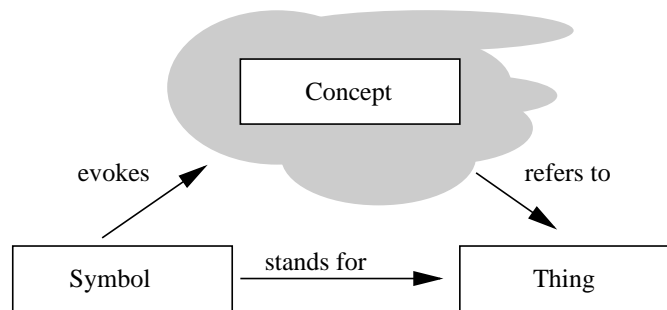 Concept
evokes
refers to
stands for
Symbol
Thing